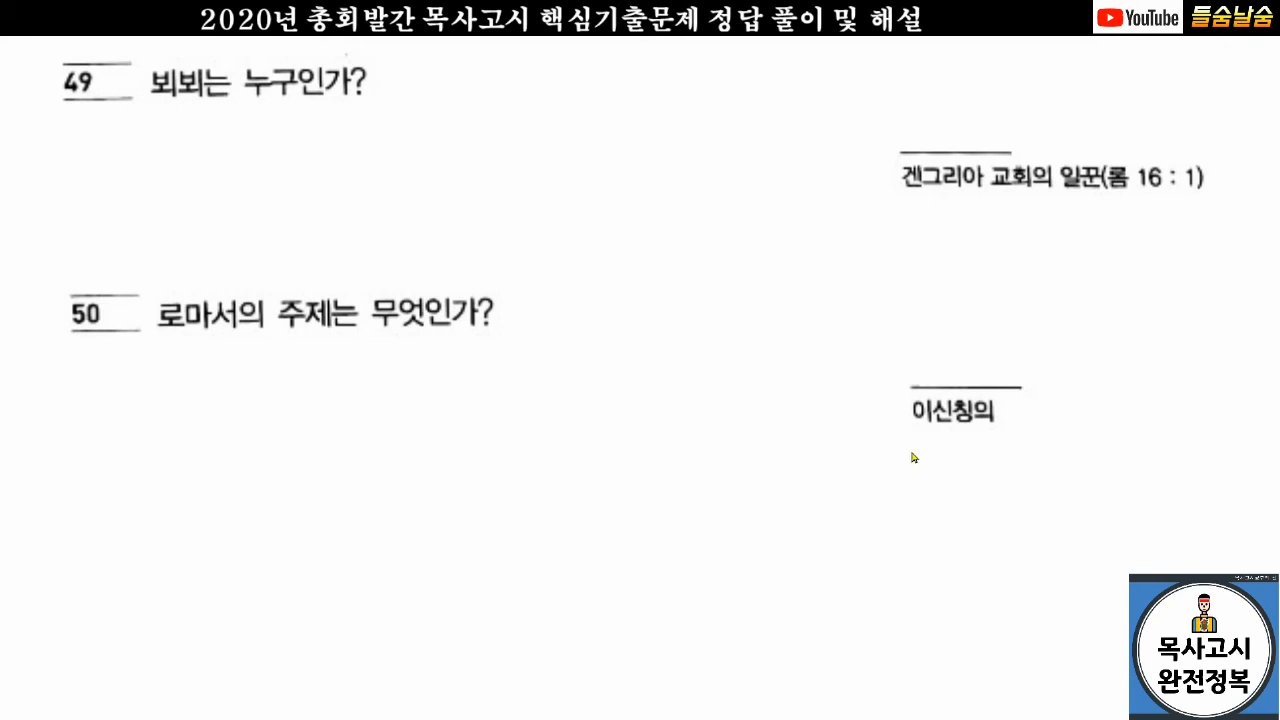 2020년 총회발간 목사고시 핵심기출문제 정답 풀이 및 해설
YouTube 들숨날숨
49 뵈뵈는 누구인가?
겐그리아 교회의 일꾼(롬 16 : 1)
50 로마서의 주제는 무엇인가?
이신칭의
목사고시
완전정복